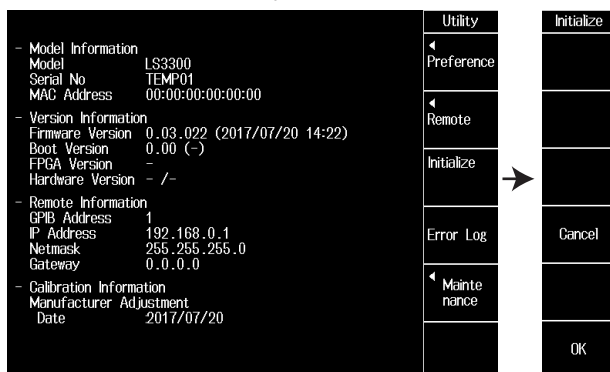 - Model Information
Model LS3300
Serial No TEMP01
MAC Address 00:00:00:00:00:00
- Version Information
Firmware Version 0.03.022 (2017/07/20 14:22)
Boot Version 0.00 (-)
FPGA Version -
Hardware Version - /-
- Remote Information
GPIB Address 1
IP Address 192.168.0.1
Netmask 255.255.255.0
Gateway 0.0.0.0
- Calibration Information
Manufacturer Adjustment
Date :2017/07/20
Utility
Preference
Remote
Initialize
Error Log
Mainte
nance
Initialize
Cancel
OK